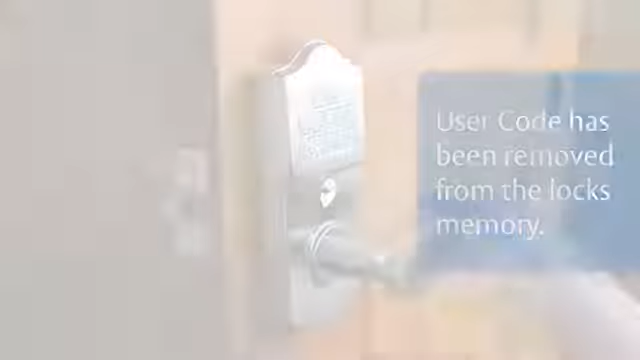 User Code has
been removed
from the locks
memory.